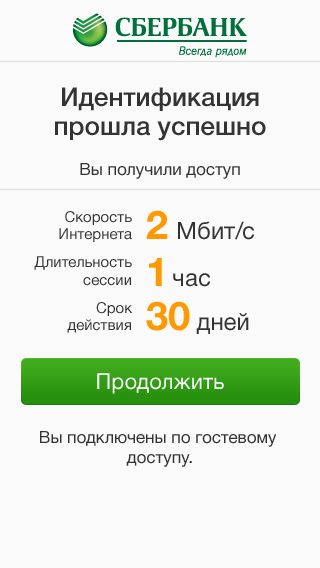 СБЕРБАНК
Всегда рядом
Идентификация
прошла успешно
Вы получили доступ
Скорость
Интернета 2 Мбит/с
Длительность
сессии 1 час
Срок
действия 30 дней
Продолжить
Вы подключены по гостевому
доступу.